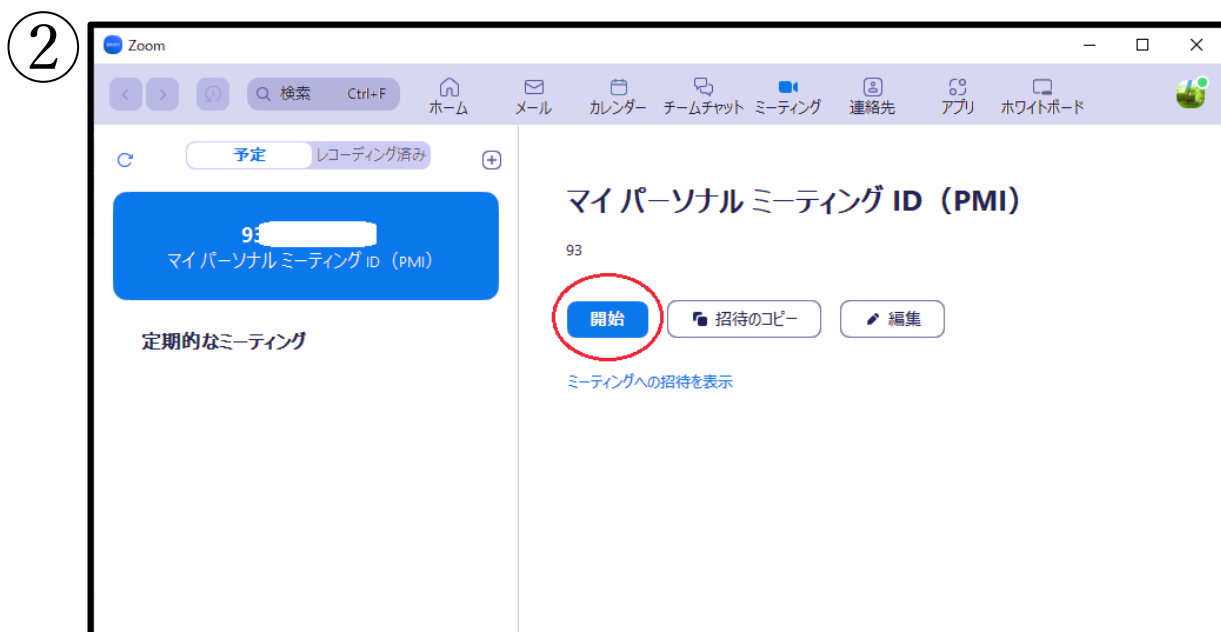 ②
Zoom
検索 Ctrl+F
ホーム
メール
カレンダー
チームチャット
ミーティング
連絡先
アプリ
ホワイトボード
予定
レコーディング済み
93
マイ パーソナル ミーティング ID（PMI）
定期的なミーティング
マイ パーソナル ミーティング ID（PMI）
93
開始
招待のコピー
編集
ミーティングへの招待を表示